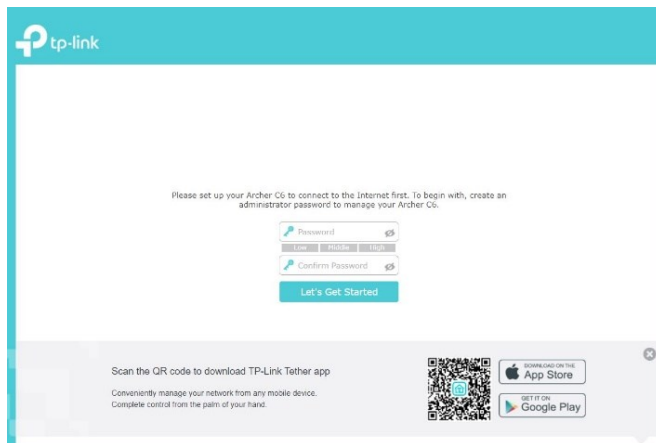 tp-link
Please set up your Archer C6 to connect to the Internet first. To begin with, create an
administrator password to manage your Archer C6.
Password
Low Middle High
Confirm Password
Let's Get Started
Scan the QR code to download TP-Link Tether app
Conveniently manage your network from any mobile device.
Complete control from the palm of your hand.
DOWNLOAD ON THE
App Store
GET IT ON
Google Play